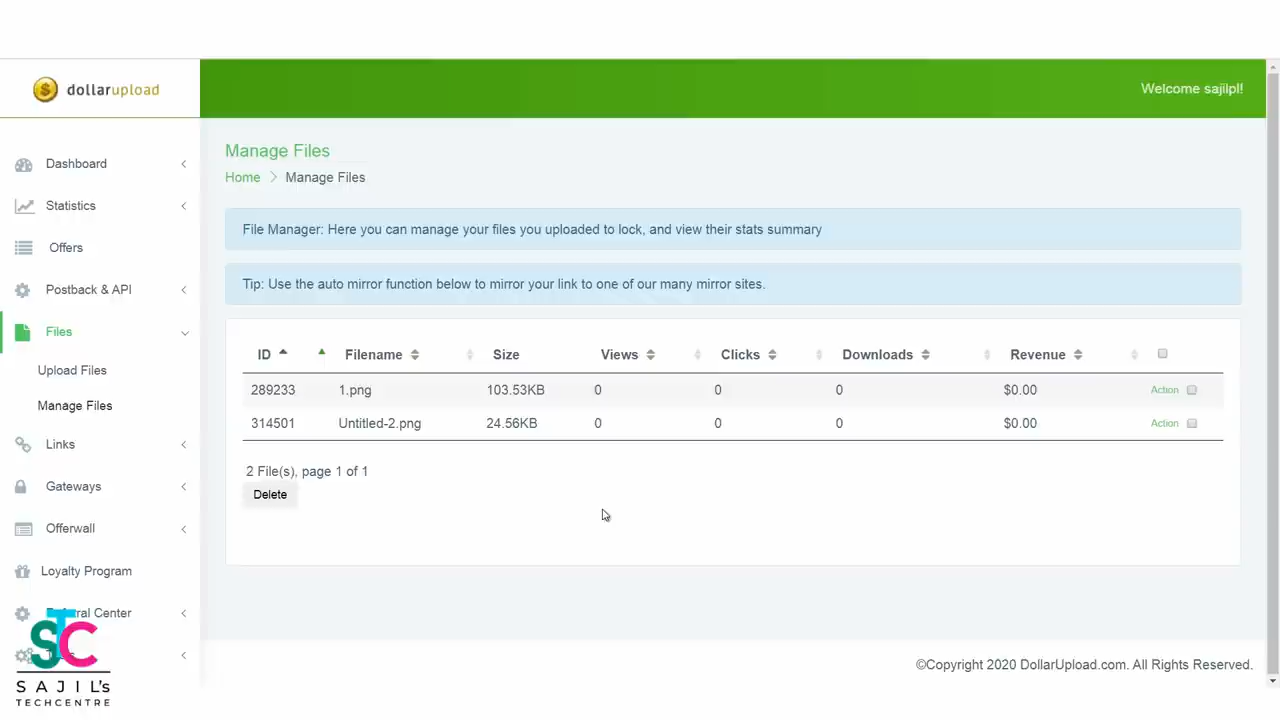 dollarupload
Welcome sajilpl!
Dashboard
Statistics
Offers
Postback & API
Files
Upload Files
Manage Files
Links
Gateways
Offerwall
Loyalty Program
Center
Manage Files
Home > Manage Files
File Manager: Here you can manage your files you uploaded to lock, and view their stats summary
Tip: Use the auto mirror function below to mirror your link to one of our many mirror sites.
ID Filename Size Views Clicks Downloads Revenue
289233 1.png 103.53KB 0 0 0 $0.00 Action
314501 Untitled-2.png 24.56KB 0 0 0 $0.00 Action
2 File(s), page 1 of 1
Delete
©Copyright 2020 DollarUpload.com. All Rights Reserved.
STC
SAJIL's
TECHCENTRE